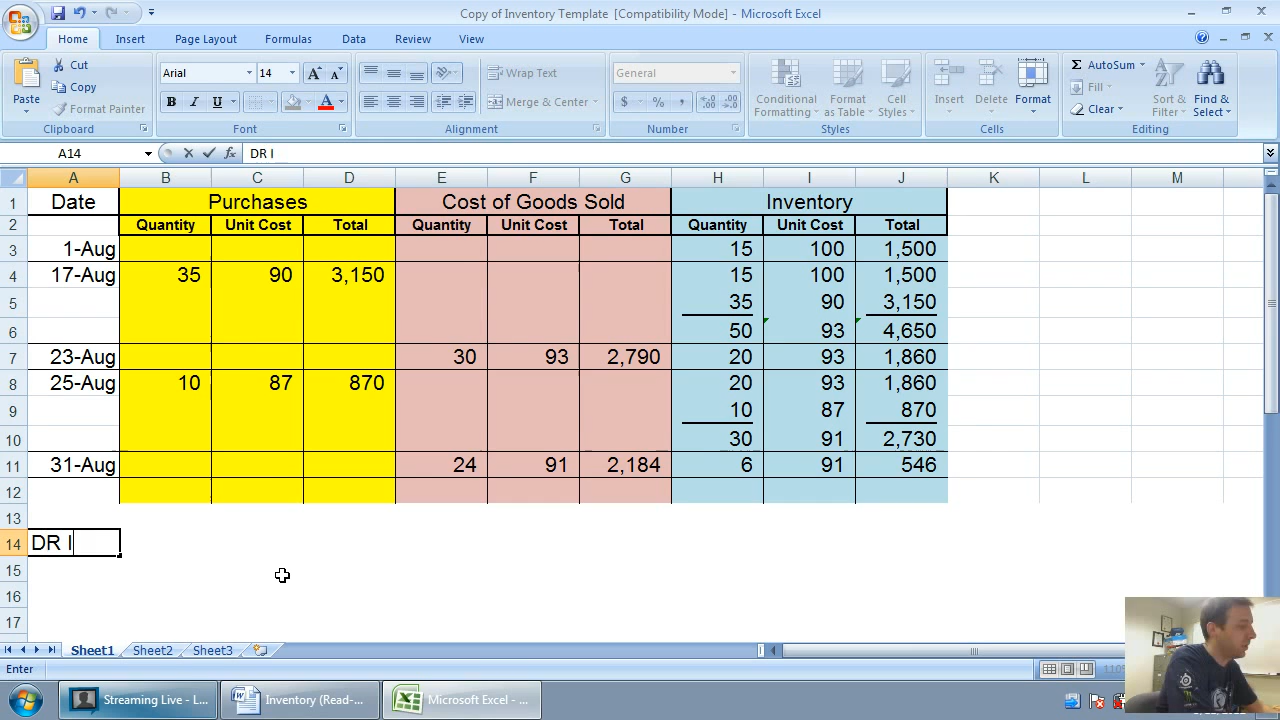 Copy of Inventory Template [Compatibility Mode] - Microsoft Excel
Home Insert Page Layout Formulas Data Review View
Paste Cut Copy Format Painter Clipboard
Arial 14 A A B I U A Font
Wrap Text Merge & Center Alignment
General $ % , Number
Conditional Formatting Format as Table Cell Styles Styles
Insert Delete Format Cells
Σ AutoSum Fill Clear Sort & Filter Find & Select Editing
A14 fx DR I
A B C D E F G H I J K L M
1 Date Purchases Cost of Goods Sold Inventory
2 Quantity Unit Cost Total Quantity Unit Cost Total Quantity Unit Cost Total
3 1-Aug 15 100 1,500
4 17-Aug 35 90 3,150 15 100 1,500
5 35 90 3,150
6 50 93 4,650
7 23-Aug 30 93 2,790 20 93 1,860
8 25-Aug 10 87 870 20 93 1,860
9 10 87 870
10 30 91 2,730
11 31-Aug 24 91 2,184 6 91 546
12
13
14 DR I
15
16
17
Sheet1 Sheet2 Sheet3
Enter
Streaming Live - L... Inventory (Read-... Microsoft Excel - ...